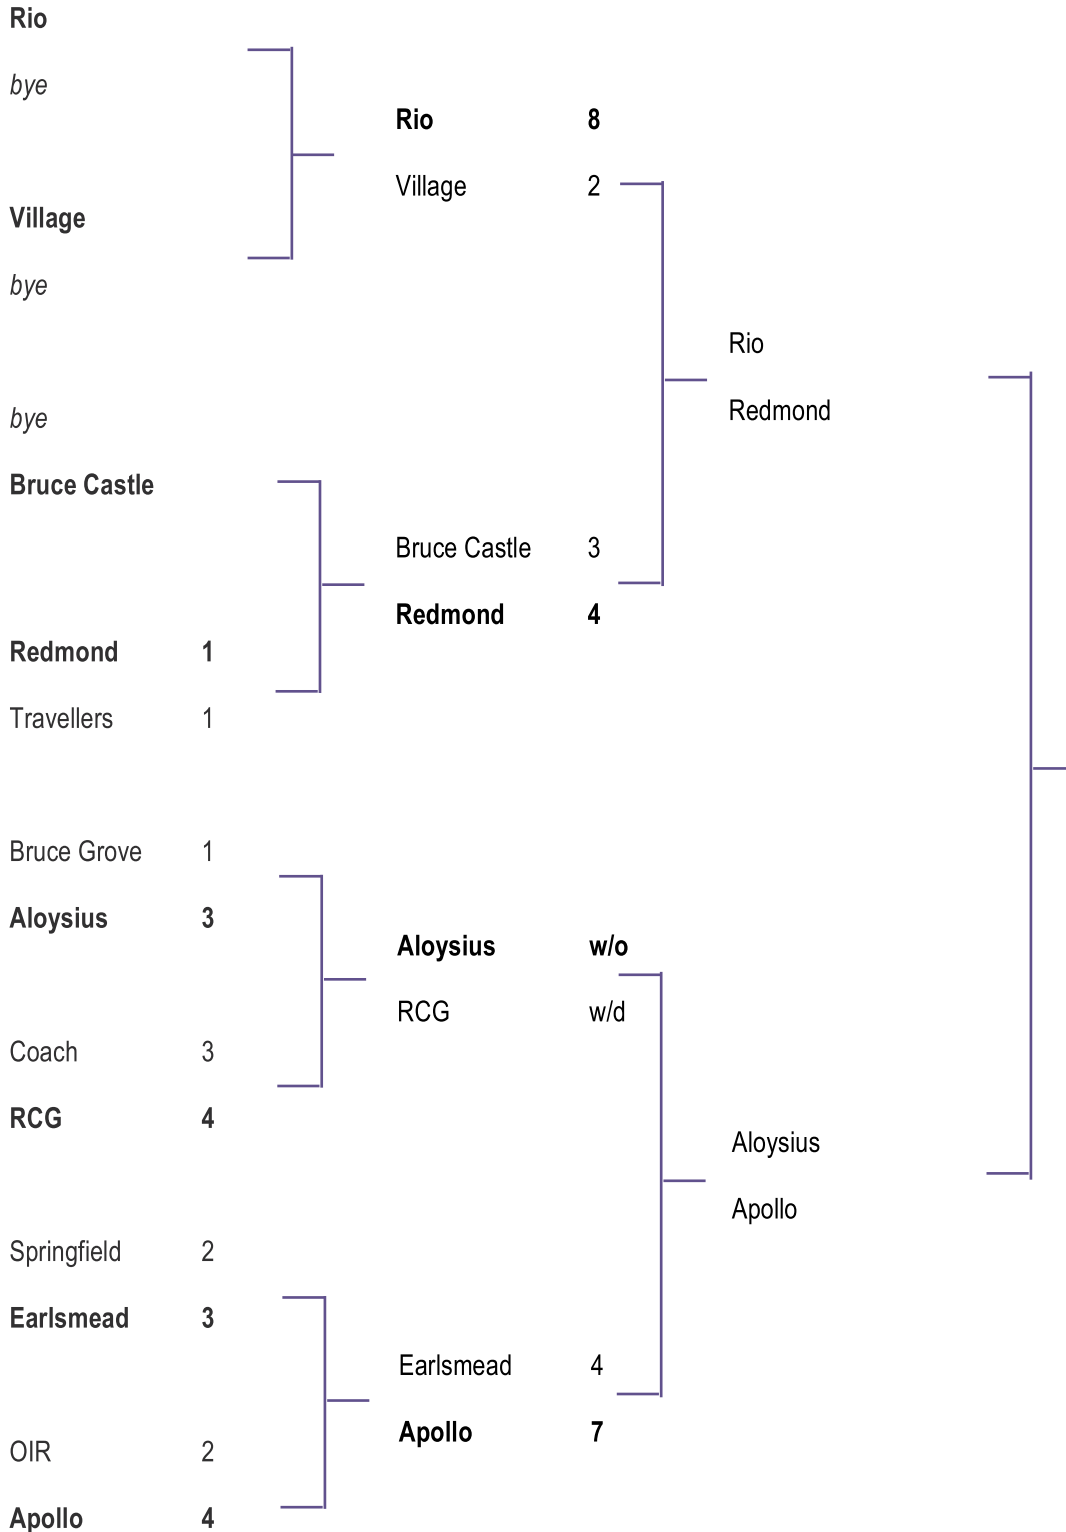 Rio
bye
Village
bye
bye
Bruce Castle
Redmond 1
Travellers 1
Bruce Grove 1
Aloysius 3
Coach 3
RCG 4
Springfield 2
Earlsmead 3
OIR 2
Apollo 4
Rio 8
Village 2
Bruce Castle 3
Redmond 4
Aloysius w/o
RCG w/d
Earlsmead 4
Apollo 7
Rio
Redmond
Aloysius
Apollo